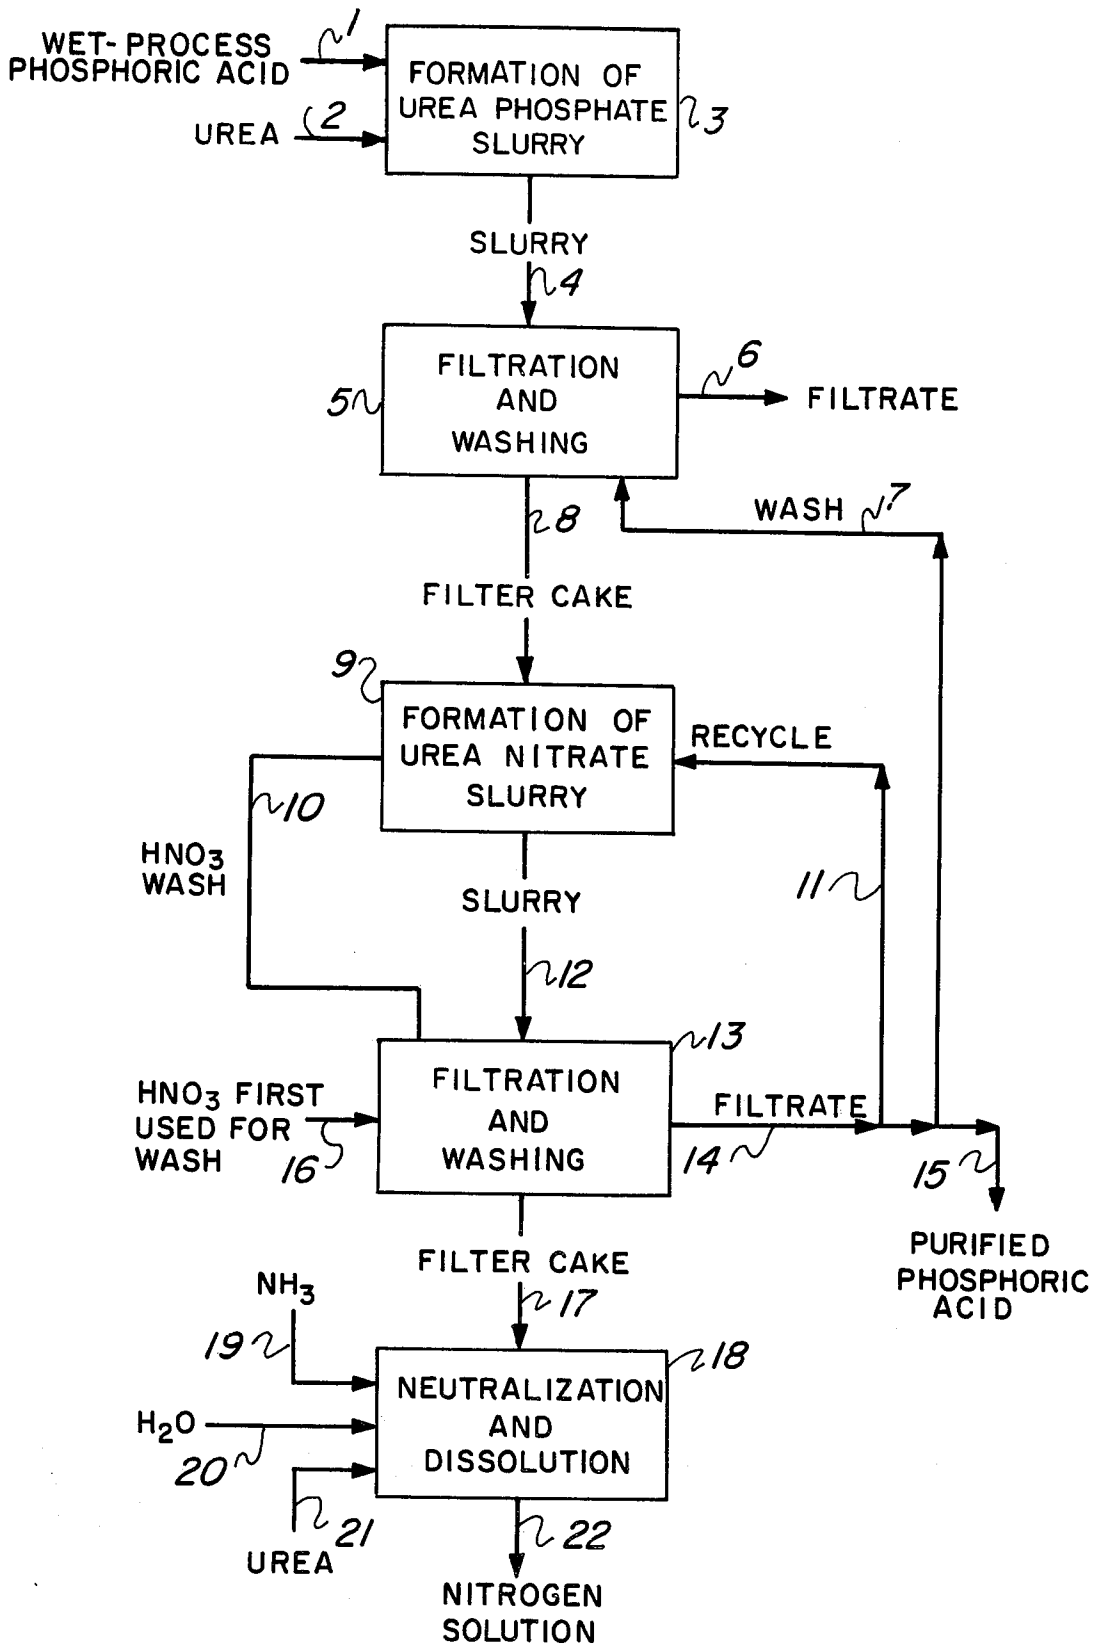 1
WET-PROCESS
PHOSPHORIC ACID
FORMATION OF
UREA PHOSPHATE
SLURRY
2
UREA
3
SLURRY
4
FILTRATION
AND
WASHING
5
6
FILTRATE
WASH
7
8
FILTER CAKE
9
FORMATION OF
UREA NITRATE
SLURRY
RECYCLE
10
HNO3
WASH
11
SLURRY
12
13
FILTRATION
AND
WASHING
HNO3 FIRST
USED FOR
WASH
16
FILTRATE
14
15
PURIFIED
PHOSPHORIC
ACID
FILTER CAKE
17
NH3
19
18
NEUTRALIZATION
AND
DISSOLUTION
H2O
20
21
UREA
22
NITROGEN
SOLUTION